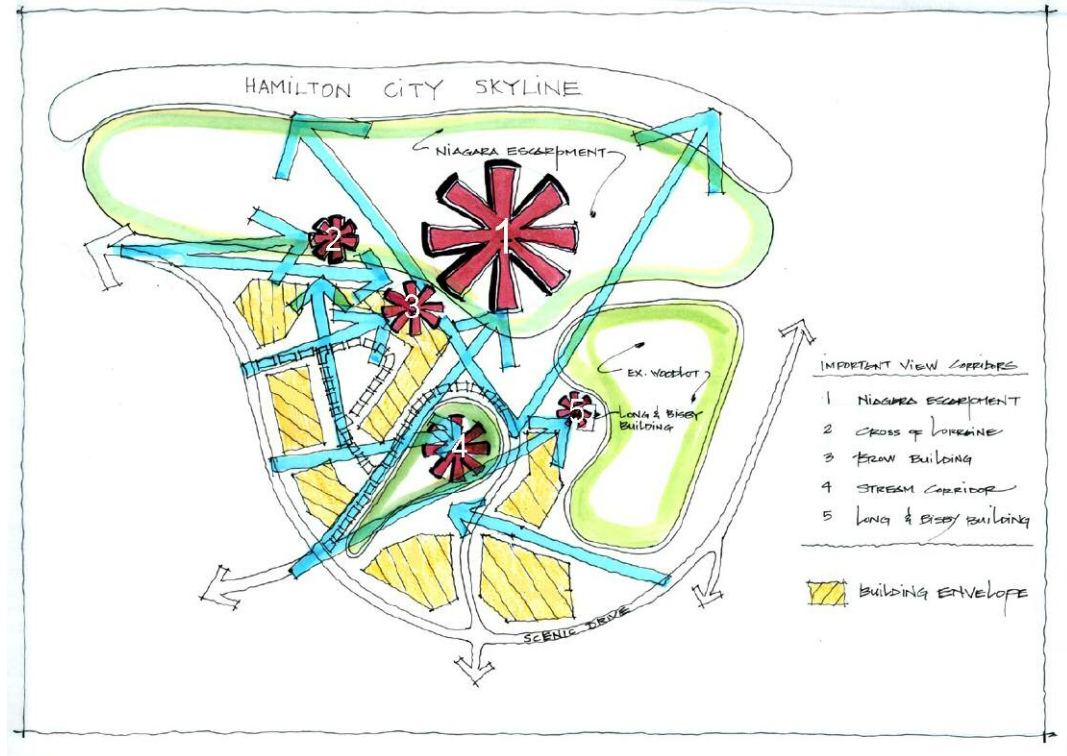 HAMILTON CITY SKYLINE
NIAGARA ESCARPMENT
1
2
3
EX. WOODLOT
5
LONG & BISBY
BUILDING
4
SCENIC DRIVE
IMPORTANT VIEW CORRIDORS
1 NIAGARA ESCARPMENT
2 CROSS of LORRAINE
3 BROW BUILDING
4 STREAM CORRIDOR
5 LONG & BISBY BUILDING
BUILDING ENVELOPE